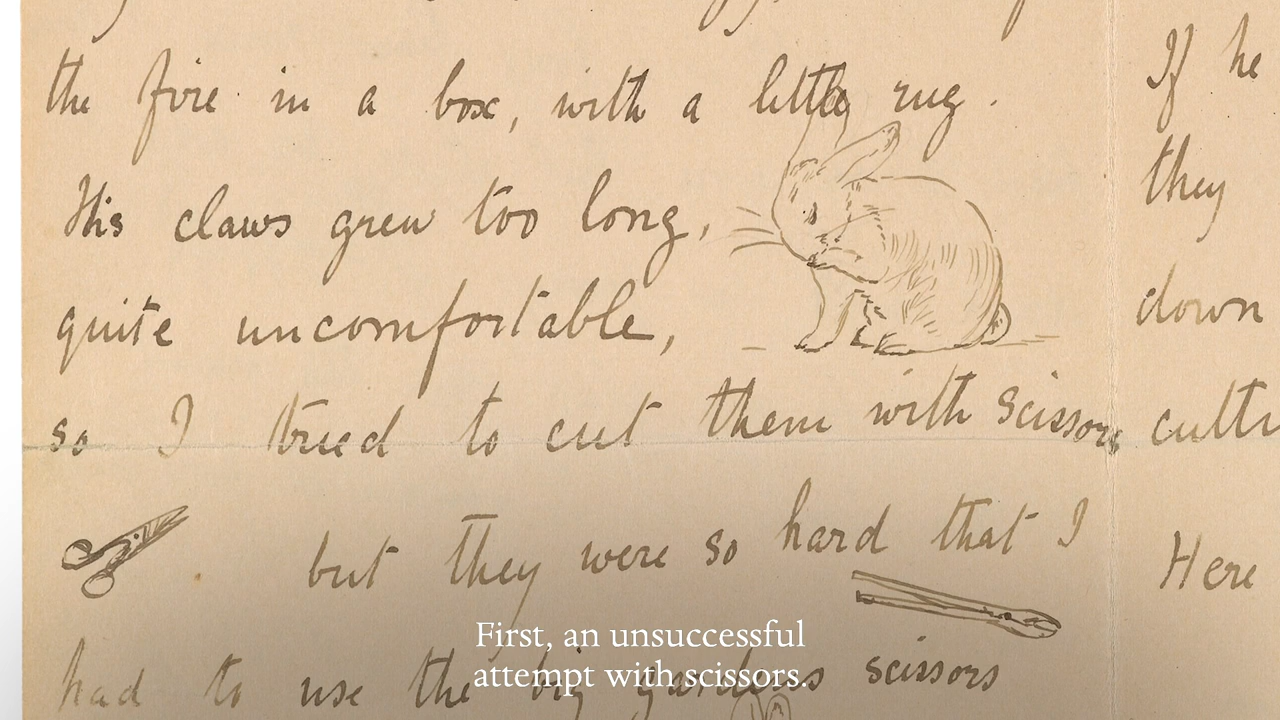 the fire in a box, with a little rug.
His claws grew too long,
quite uncomfortable,
so I tried to cut them with scissors
but they were so hard that I
had to use the big gardens scissors
If he
they
down
Here
First, an unsuccessful
attempt with scissors.